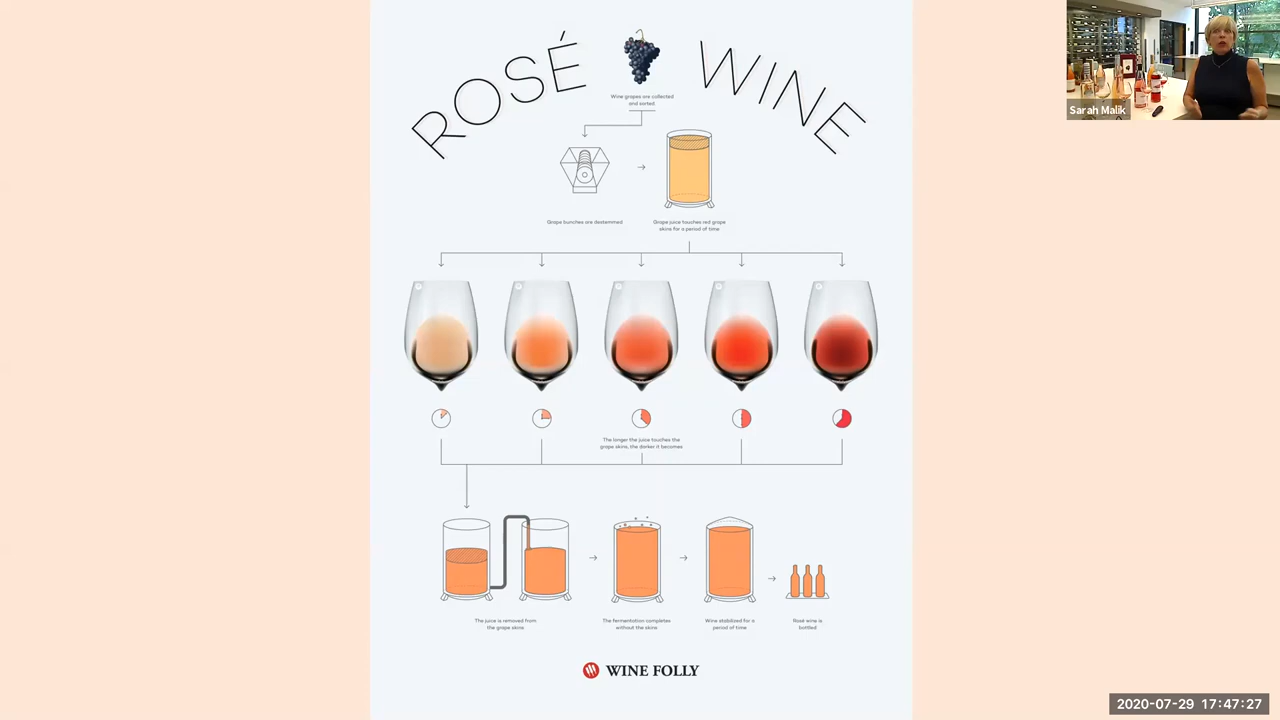 ROSÉ WINE
Wine grapes are collected
and sorted
Grape bunches are destemmed
Grape juice touches red grape
skins for a period of time
The longer the juice touches the
grape skins, the darker it becomes
The juice is removed from
the grape skins
The fermentation completes
without the skins
Wine stabilized for a
period of time
Rosé wine is
bottled
WINE FOLLY
Sarah Malik
2020-07-29 17:47:27